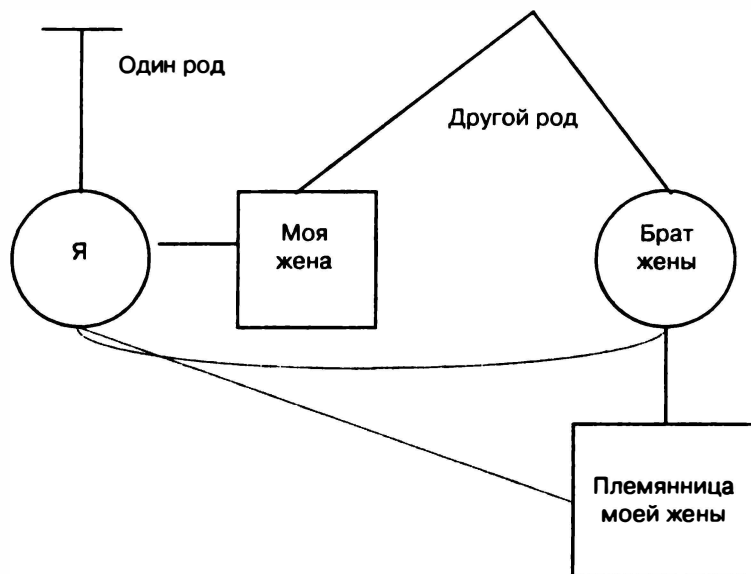 Один род
Другой род
Я
Моя
жена
Брат
жены
Племянница
моей жены